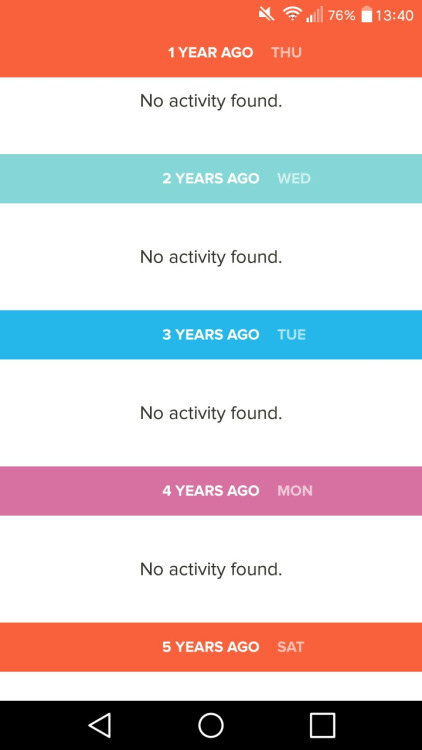 76% 13:40
1 YEAR AGO THU
No activity found.
2 YEARS AGO WED
No activity found.
3 YEARS AGO TUE
No activity found.
4 YEARS AGO MON
No activity found.
5 YEARS AGO SAT